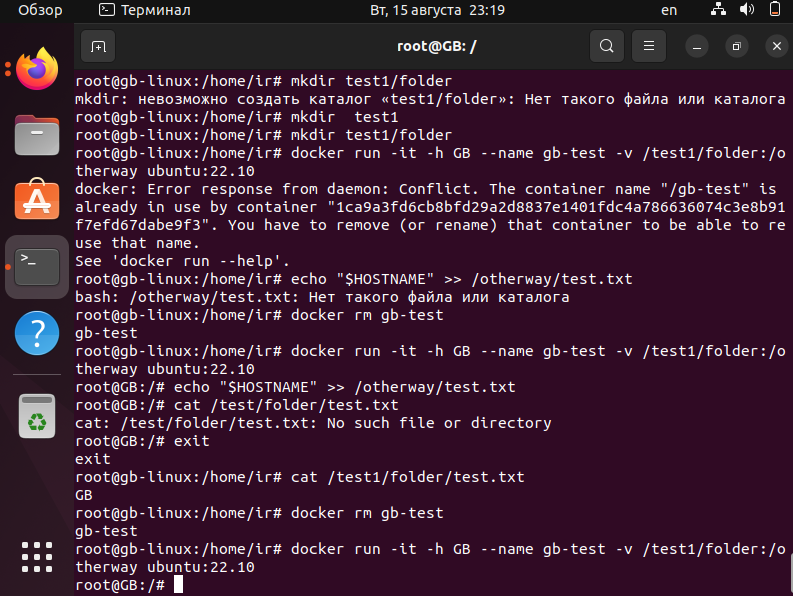 Обзор
Терминал
Вт, 15 августа 23:19
en
root@GB: /
root@gb-linux:/home/ir# mkdir test1/folder
mkdir: невозможно создать каталог «test1/folder»: Нет такого файла или каталога
root@gb-linux:/home/ir# mkdir  test1
root@gb-linux:/home/ir# mkdir test1/folder
root@gb-linux:/home/ir# docker run -it -h GB --name gb-test -v /test1/folder:/o
therway ubuntu:22.10
docker: Error response from daemon: Conflict. The container name "/gb-test" is
already in use by container "1ca9a3fd6cb8bfd29a2d8837e1401fdc4a786636074c3e8b91
f7efd67dabe9f3". You have to remove (or rename) that container to be able to re
use that name.
See 'docker run --help'.
root@gb-linux:/home/ir# echo "$HOSTNAME" >> /otherway/test.txt
bash: /otherway/test.txt: Нет такого файла или каталога
root@gb-linux:/home/ir# docker rm gb-test
gb-test
root@gb-linux:/home/ir# docker run -it -h GB --name gb-test -v /test1/folder:/o
therway ubuntu:22.10
root@GB:/# echo "$HOSTNAME" >> /otherway/test.txt
root@GB:/# cat /test/folder/test.txt
cat: /test/folder/test.txt: No such file or directory
root@GB:/# exit
exit
root@gb-linux:/home/ir# cat /test1/folder/test.txt
GB
root@gb-linux:/home/ir# docker rm gb-test
gb-test
root@gb-linux:/home/ir# docker run -it -h GB --name gb-test -v /test1/folder:/o
therway ubuntu:22.10
root@GB:/#